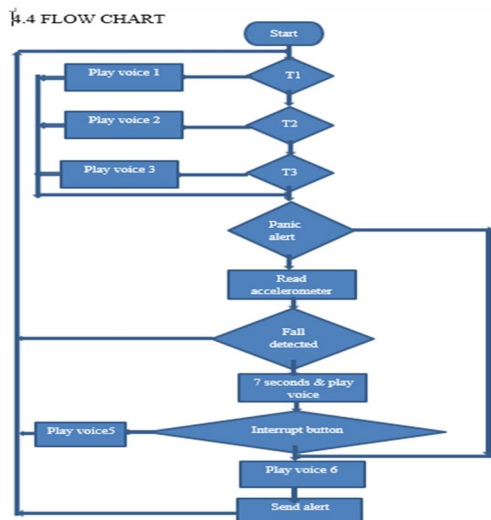 4.4 FLOW CHART
Start
Play voice 1
T1
Play voice 2
T2
Play voice 3
T3
Panic
alert
Read
accelerometer
Fall
detected
7 seconds & play
voice
Play voice5
Interrupt button
Play voice 6
Send alert